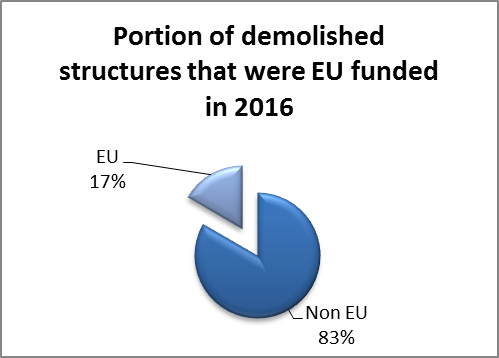 Portion of demolished
structures that were EU funded
in 2016
EU
17%
Non EU
83%